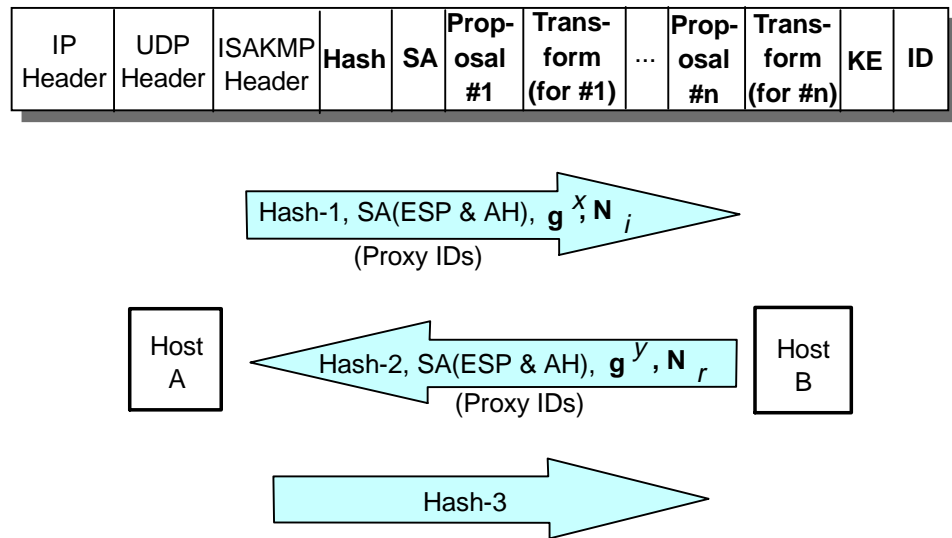 IP Header
UDP Header
ISAKMP Header
Hash
SA
Prop-
osal
#1
Trans-
form
(for #1)
...
Prop-
osal
#n
Trans-
form
(for #n)
KE
ID
Hash-1, SA(ESP & AH), g x, N i
(Proxy IDs)
Host
A
Hash-2, SA(ESP & AH), g y, N r
(Proxy IDs)
Host
B
Hash-3